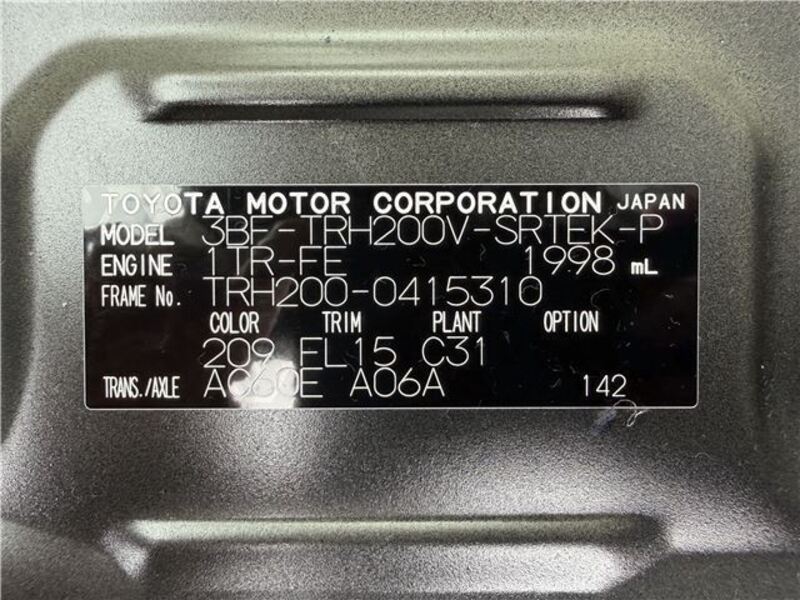 TOYOTA MOTOR CORPORATION JAPAN
MODEL 3BF-TRH200V-SRTEK-P
ENGINE 1TR-FE 1998 mL
FRAME No. TRH200-0415310
COLOR TRIM PLANT OPTION
209 FL15 C31
TRANS./AXLE AC60E A06A 142